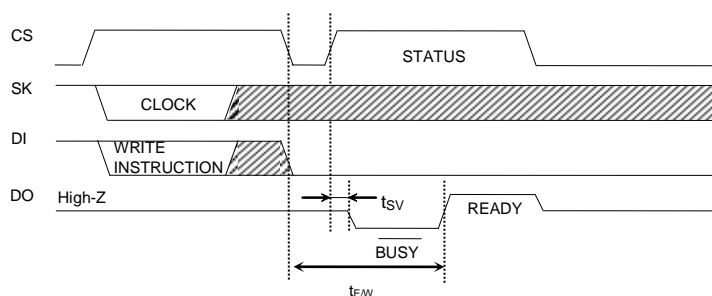 CS
STATUS
SK
CLOCK
DI
WRITE
INSTRUCTION
DO
High-Z
tSV
READY
BUSY
tE/W